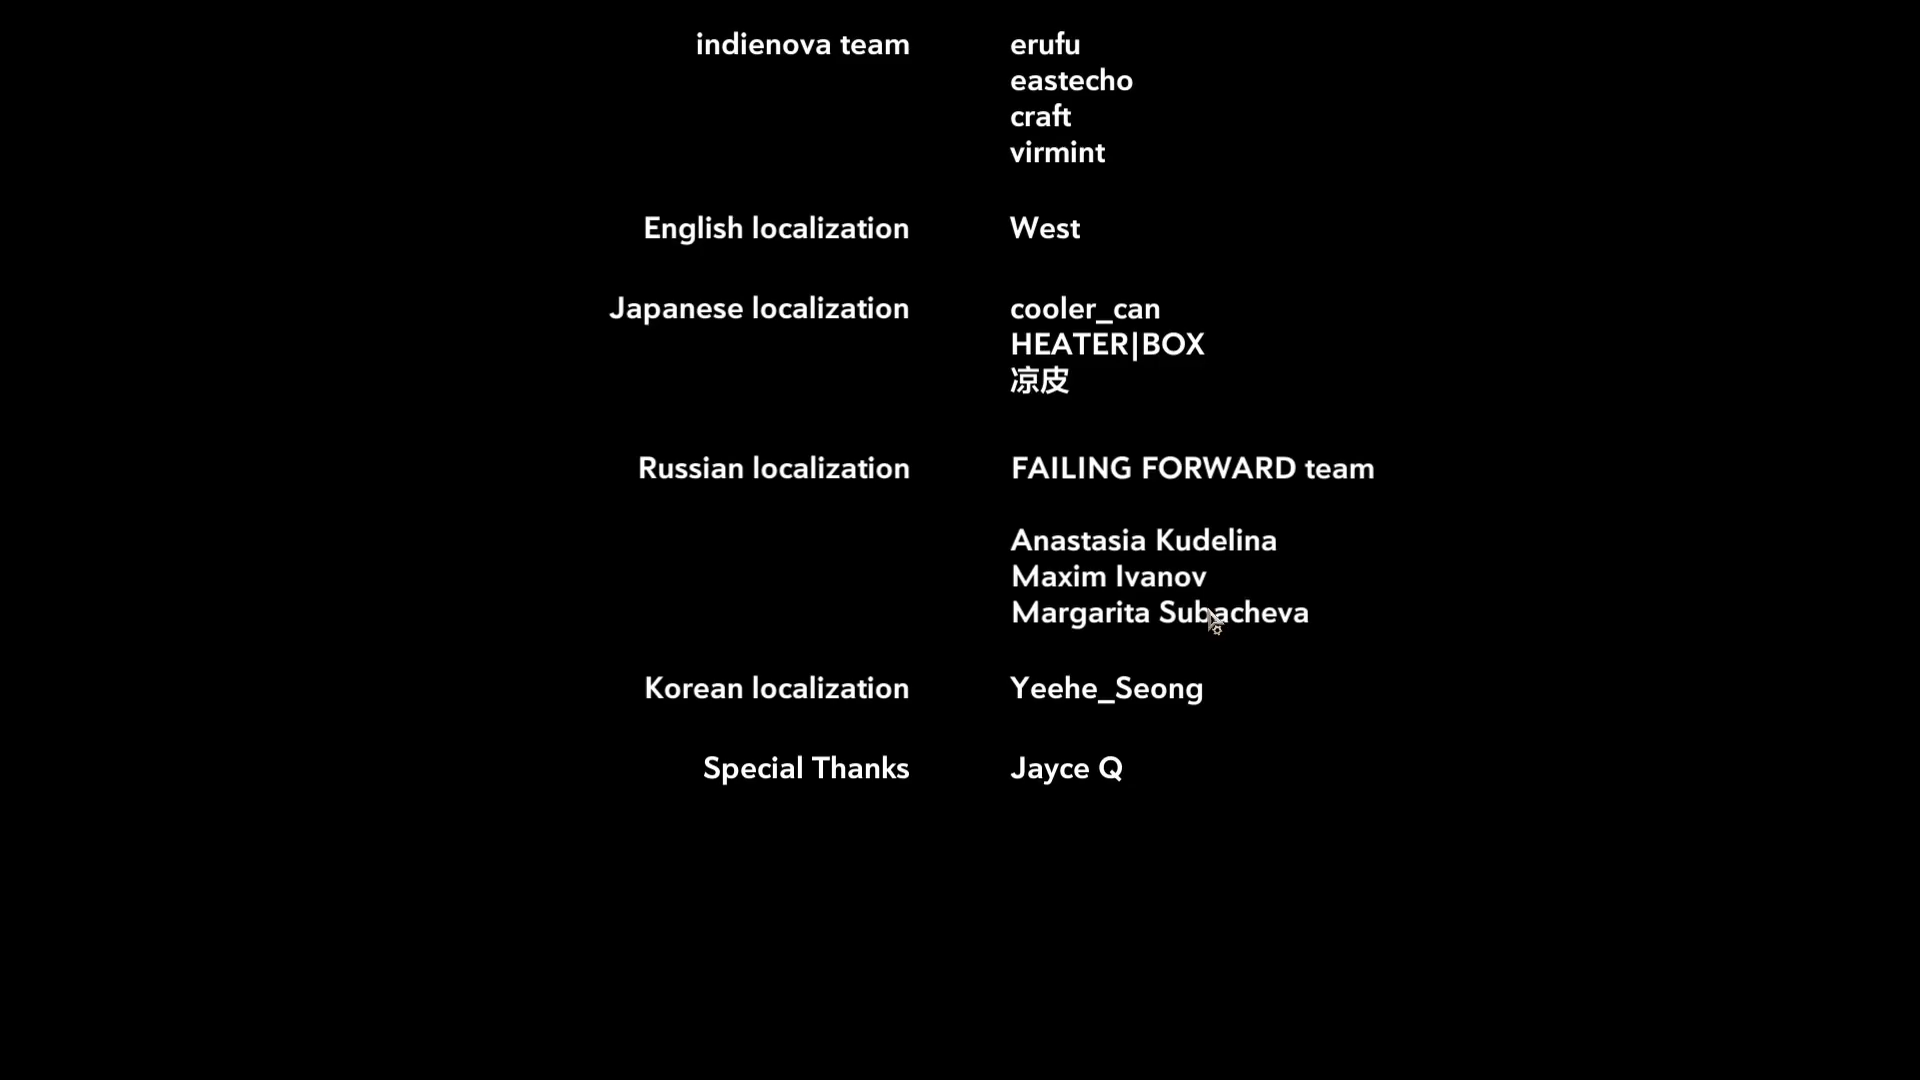 indienova team erufu
eastecho
craft
virmint
English localization West
Japanese localization cooler_can
HEATER|BOX
凉皮
Russian localization FAILING FORWARD team
Anastasia Kudelina
Maxim Ivanov
Margarita Subacheva
Korean localization Yeehe_Seong
Special Thanks Jayce Q